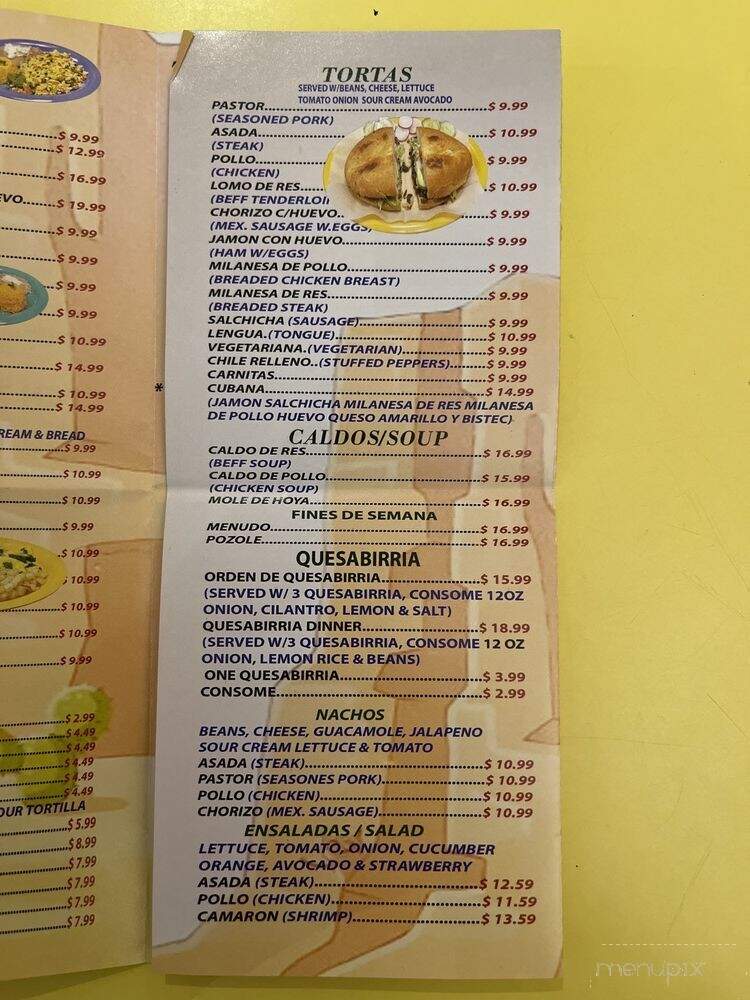 $ 9.99
$ 12.99
$ 16.99
EVO $ 19.99
$ 9.99
$ 9.99
$ 9.99
$ 9.99
$ 10.99
$ 14.99
$ 10.99
$ 14.99
REAM & BREAD
$ 9.99
$ 10.99
$ 10.99
$ 9.99
$ 10.99
$ 10.99
$ 10.99
$ 10.99
$ 9.99
$ 2.99
$ 4.49
$ 4.49
$ 4.49
$ 4.49
$ 4.49
OUR TORTILLA
$ 5.99
$ 8.99
$ 7.99
$ 7.99
$ 7.99
$ 7.99
*
TORTAS
SERVED W/BEANS, CHEESE, LETTUCE
TOMATO ONION SOUR CREAM AVOCADO
PASTOR $ 9.99
(SEASONED PORK)
ASADA $ 10.99
(STEAK)
POLLO $ 9.99
(CHICKEN)
LOMO DE RES $ 10.99
(BEEF TENDERLOI
CHORIZO C/HUEVO.. $ 9.99
(MEX. SAUSAGE W.EGGS)
JAMON CON HUEVO $ 9.99
(HAM W/EGGS)
MILANESA DE POLLO $ 9.99
(BREADED CHICKEN BREAST)
MILANESA DE RES $ 9.99
(BREADED STEAK)
SALCHICHA (SAUSAGE) $ 9.99
LENGUA.(TONGUE) $ 10.99
VEGETARIANA.(VEGETARIAN) $ 9.99
CHILE RELLENO..(STUFFED PEPPERS) $ 9.99
CARNITAS $ 9.99
CUBANA $ 14.99
(JAMON SALCHICHA MILANESA DE RES MILANESA
DE POLLO HUEVO QUESO AMARILLO Y BISTEC)
CALDOS/SOUP
CALDO DE RES $ 16.99
(BEFF SOUP)
CALDO DE POLLO $ 15.99
(CHICKEN SOUP)
MOLE DE HOYA $ 16.99
FINES DE SEMANA
MENUDO $ 16.99
POZOLE $ 16.99
QUESABIRRIA
ORDEN DE QUESABIRRIA $ 15.99
(SERVED W/ 3 QUESABIRRIA, CONSOME 12OZ
ONION, CILANTRO, LEMON & SALT)
QUESABIRRIA DINNER $ 18.99
(SERVED W/3 QUESABIRRIA, CONSOME 12 OZ
ONION, LEMON RICE & BEANS)
ONE QUESABIRRIA $ 3.99
CONSOME $ 2.99
NACHOS
BEANS, CHEESE, GUACAMOLE, JALAPENO
SOUR CREAM LETTUCE & TOMATO
ASADA (STEAK) $ 10.99
PASTOR (SEASONES PORK) $ 10.99
POLLO (CHICKEN) $ 10.99
CHORIZO (MEX. SAUSAGE) $ 10.99
ENSALADAS / SALAD
LETTUCE, TOMATO, ONION, CUCUMBER
ORANGE, AVOCADO & STRAWBERRY
ASADA (STEAK) $ 12.59
POLLO (CHICKEN) $ 11.59
CAMARON (SHRIMP) $ 13.59
menupix